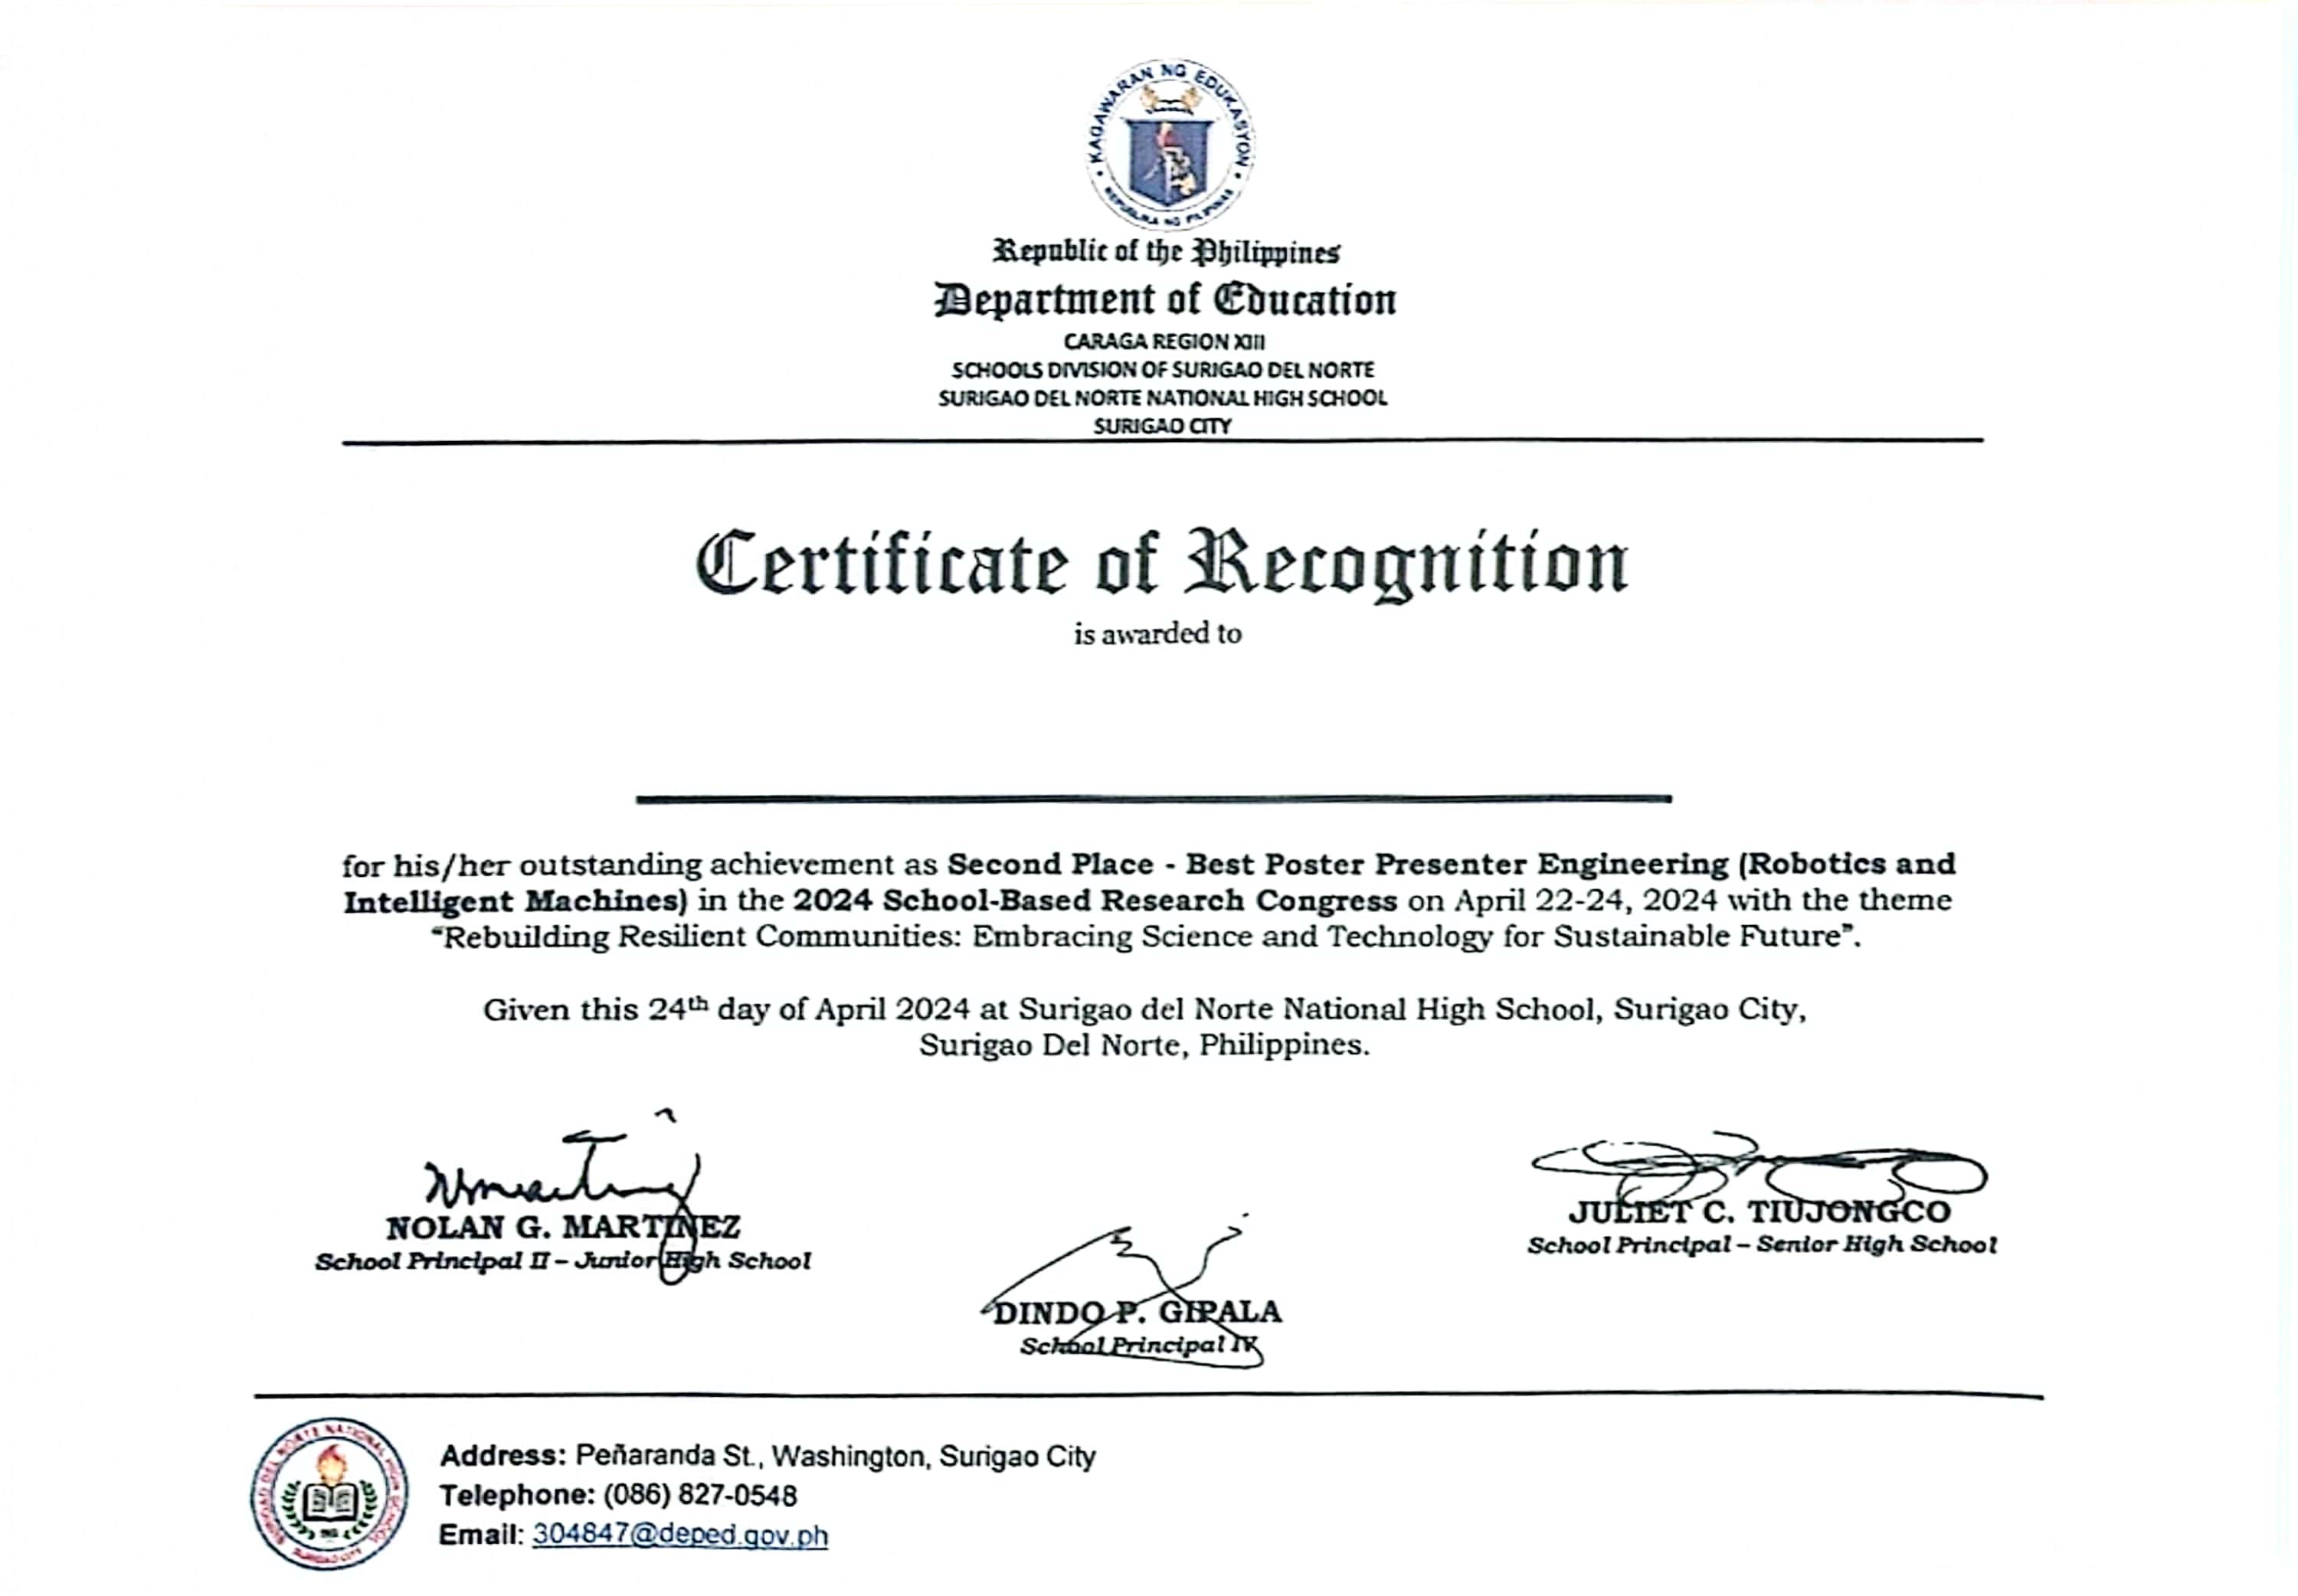 KAGAWARAN NG EDUKASYON
REPUBLIKA NG PILIPINAS
Republic of the Philippines
Department of Education
CARAGA REGION XIII
SCHOOLS DIVISION OF SURIGAO DEL NORTE
SURIGAO DEL NORTE NATIONAL HIGH SCHOOL
SURIGAO CITY
Certificate of Recognition
is awarded to
for his/her outstanding achievement as Second Place - Best Poster Presenter Engineering (Robotics and
Intelligent Machines) in the 2024 School-Based Research Congress on April 22-24, 2024 with the theme
"Rebuilding Resilient Communities: Embracing Science and Technology for Sustainable Future".
Given this 24th day of April 2024 at Surigao del Norte National High School, Surigao City,
Surigao Del Norte, Philippines.
NOLAN G. MARTINEZ
School Principal II – Junior High School
JULIET C. TIUJONGCO
School Principal – Senior High School
DINDO P. GIPALA
School Principal IV
SURIGAO DEL NORTE NATIONAL HIGH SCHOOL
SURIGAO CITY
Address: Peñaranda St., Washington, Surigao City
Telephone: (086) 827-0548
Email: 304847@deped.gov.ph